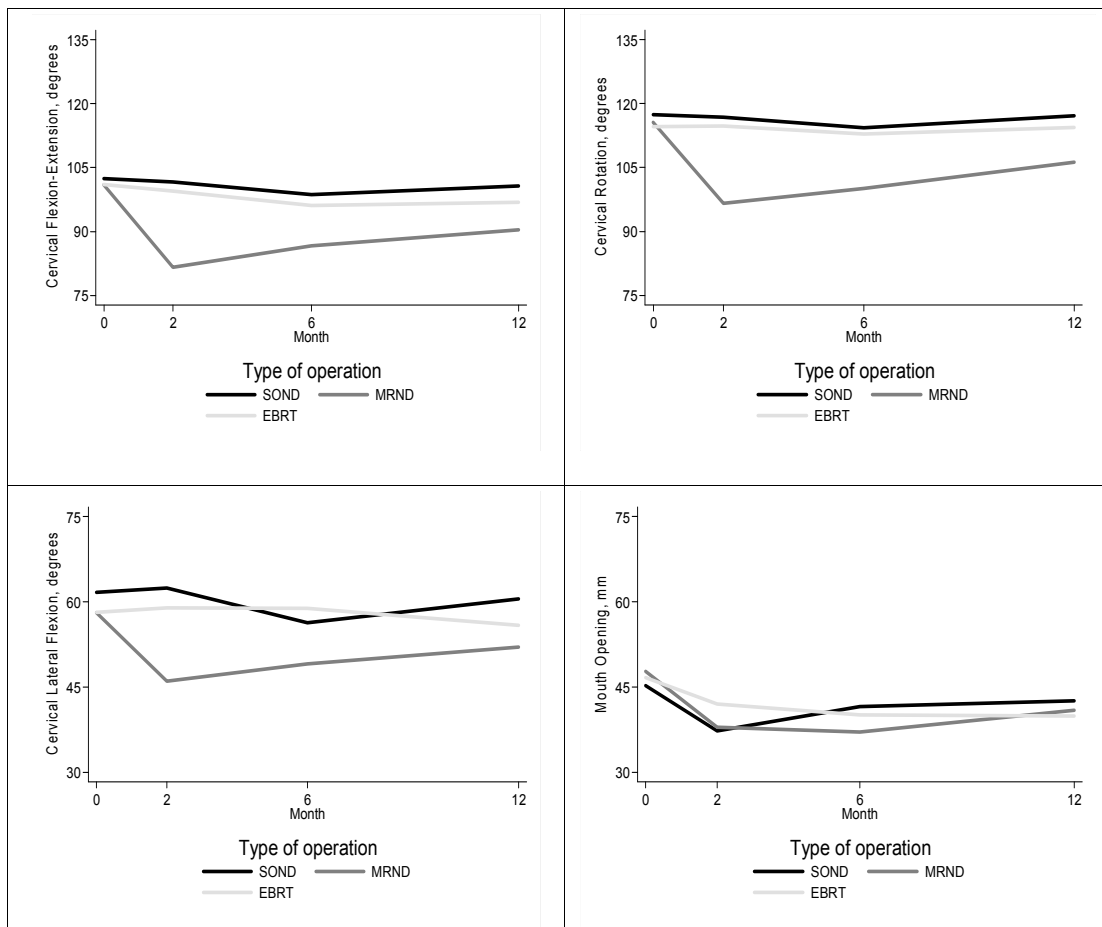 Cervical Flexion-Extension, degrees
135
120
105
90
75
0 2 6 12
Month
Type of operation
SOND MRND
EBRT
Cervical Rotation, degrees
135
120
105
90
75
0 2 6 12
Month
Type of operation
SOND MRND
EBRT
Cervical Lateral Flexion, degrees
75
60
45
30
0 2 6 12
Month
Type of operation
SOND MRND
EBRT
Mouth Opening, mm
75
60
45
30
0 2 6 12
Month
Type of operation
SOND MRND
EBRT